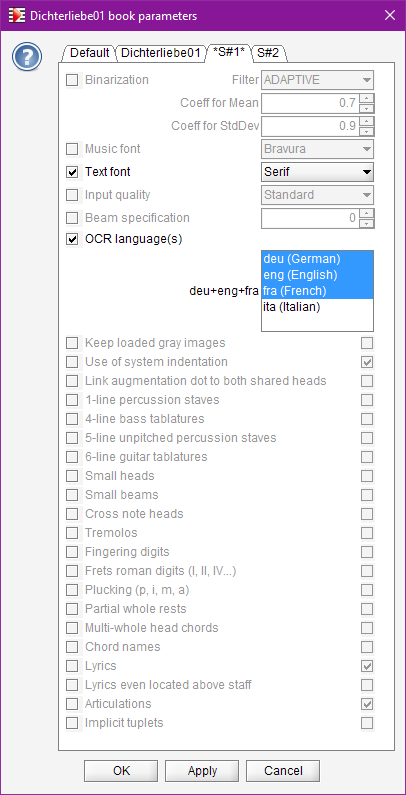 Dichterliebe01 book parameters
Default Dichterliebe01 *S#1* S#2
Binarization Filter ADAPTIVE
Coeff for Mean 0.7
Coeff for StdDev 0.9
Music font Bravura
Text font Serif
Input quality Standard
Beam specification 0
OCR language(s)
deu (German)
eng (English)
deu+eng+fra fra (French)
ita (Italian)
Keep loaded gray images
Use of system indentation
Link augmentation dot to both shared heads
1-line percussion staves
4-line bass tablatures
5-line unpitched percussion staves
6-line guitar tablatures
Small heads
Small beams
Cross note heads
Tremolos
Fingering digits
Frets roman digits (I, II, IV...)
Plucking (p, i, m, a)
Partial whole rests
Multi-whole head chords
Chord names
Lyrics
Lyrics even located above staff
Articulations
Implicit tuplets
OK Apply Cancel